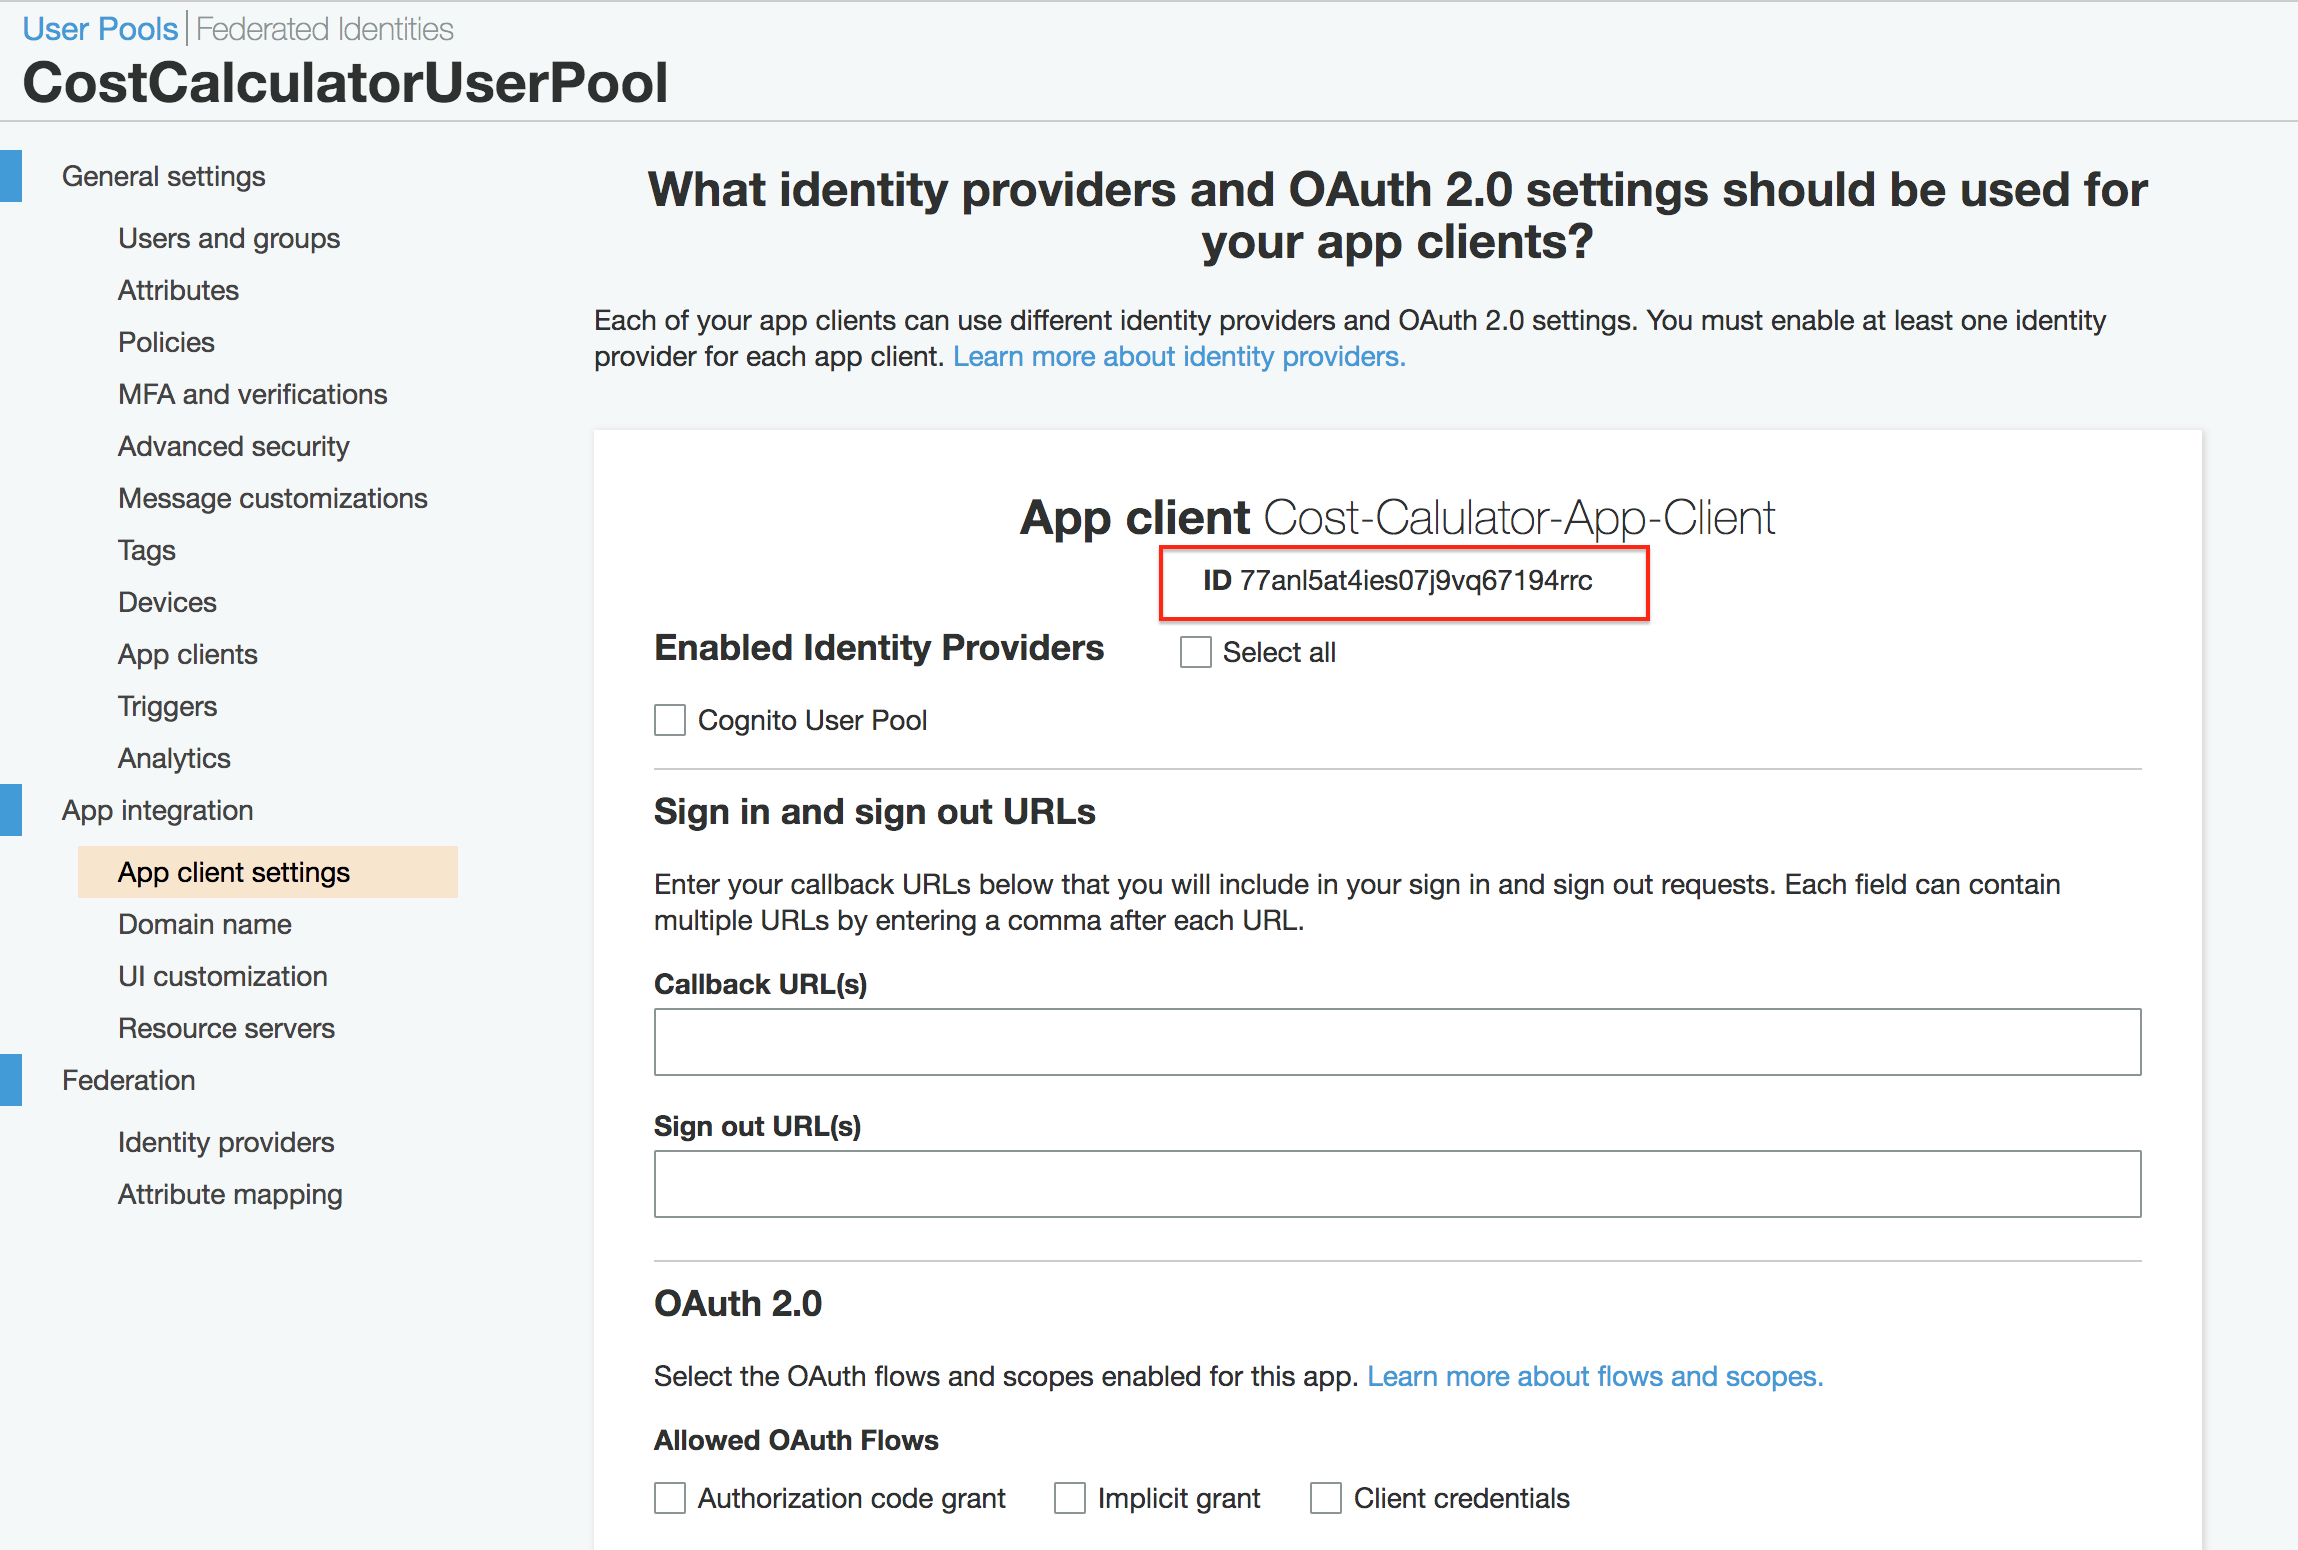 User Pools | Federated Identities
CostCalculatorUserPool
General settings
Users and groups
Attributes
Policies
MFA and verifications
Advanced security
Message customizations
Tags
Devices
App clients
Triggers
Analytics
App integration
App client settings
Domain name
UI customization
Resource servers
Federation
Identity providers
Attribute mapping
What identity providers and OAuth 2.0 settings should be used for
your app clients?
Each of your app clients can use different identity providers and OAuth 2.0 settings. You must enable at least one identity
provider for each app client. Learn more about identity providers.
App client Cost-Calulator-App-Client
ID 77anl5at4ies07j9vq67194rrc
Enabled Identity Providers Select all
Cognito User Pool
Sign in and sign out URLs
Enter your callback URLs below that you will include in your sign in and sign out requests. Each field can contain
multiple URLs by entering a comma after each URL.
Callback URL(s)
Sign out URL(s)
OAuth 2.0
Select the OAuth flows and scopes enabled for this app. Learn more about flows and scopes.
Allowed OAuth Flows
Authorization code grant Implicit grant Client credentials